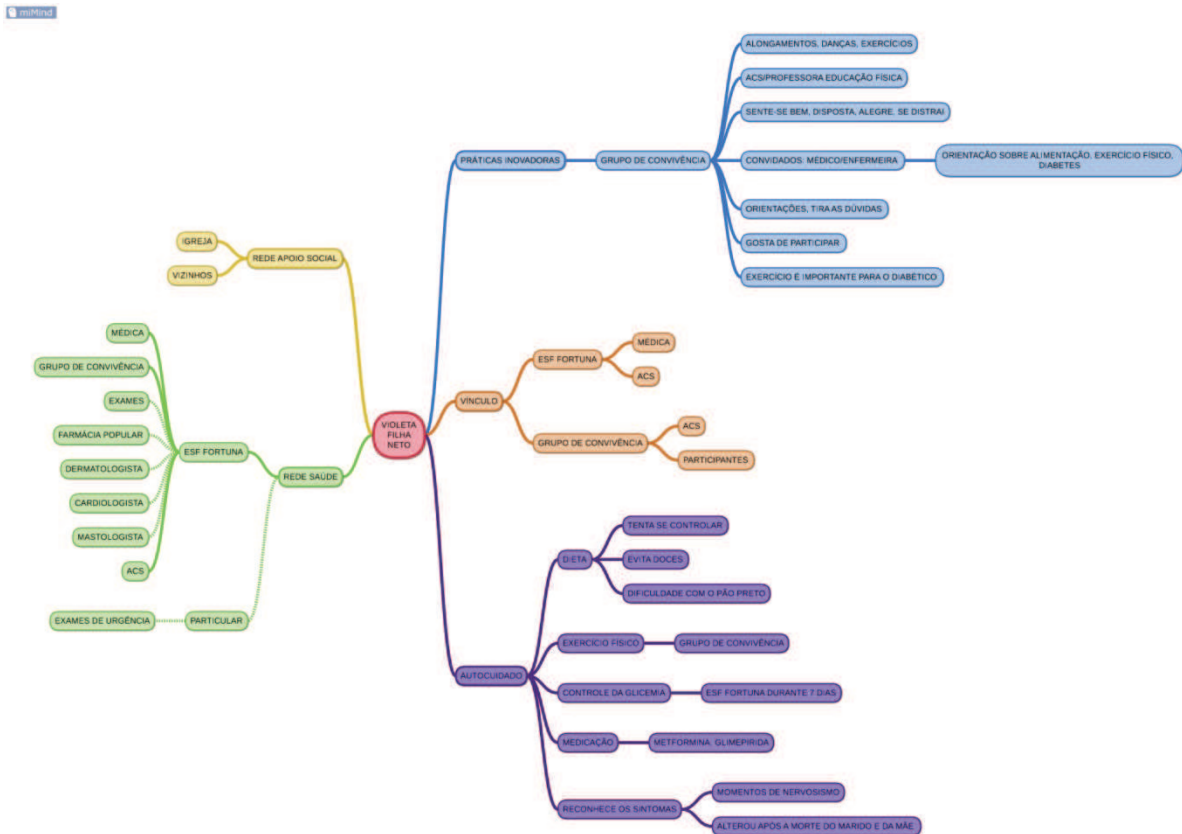 miMind
ALONGAMENTOS, DANÇAS, EXERCÍCIOS
ACS/PROFESSORA EDUCAÇÃO FÍSICA
SENTE-SE BEM, DISPOSTA, ALEGRE, SE DISTRAI
PRÁTICAS INOVADORAS
GRUPO DE CONVIVÊNCIA
CONVIDADOS: MÉDICO/ENFERMEIRA
ORIENTAÇÃO SOBRE ALIMENTAÇÃO, EXERCÍCIO FÍSICO,
DIABETES
ORIENTAÇÕES, TIRA AS DÚVIDAS
GOSTA DE PARTICIPAR
EXERCÍCIO É IMPORTANTE PARA O DIABÉTICO
IGREJA
REDE APOIO SOCIAL
VIZINHOS
MÉDICA
GRUPO DE CONVIVÊNCIA
EXAMES
FARMÁCIA POPULAR
ESF FORTUNA
DERMATOLOGISTA
REDE SAÚDE
CARDIOLOGISTA
MASTOLOGISTA
ACS
EXAMES DE URGÊNCIA
PARTICULAR
VIOLETA
FILHA
NETO
VÍNCULO
ESF FORTUNA
MÉDICA
ACS
GRUPO DE CONVIVÊNCIA
ACS
PARTICIPANTES
AUTOCUIDADO
DIETA
TENTA SE CONTROLAR
EVITA DOCES
DIFICULDADE COM O PÃO PRETO
EXERCÍCIO FÍSICO
GRUPO DE CONVIVÊNCIA
CONTROLE DA GLICEMIA
ESF FORTUNA DURANTE 7 DIAS
MEDICAÇÃO
METFORMINA, GLIMEPIRIDA
RECONHECE OS SINTOMAS
MOMENTOS DE NERVOSISMO
ALTEROU APÓS A MORTE DO MARIDO E DA MÃE